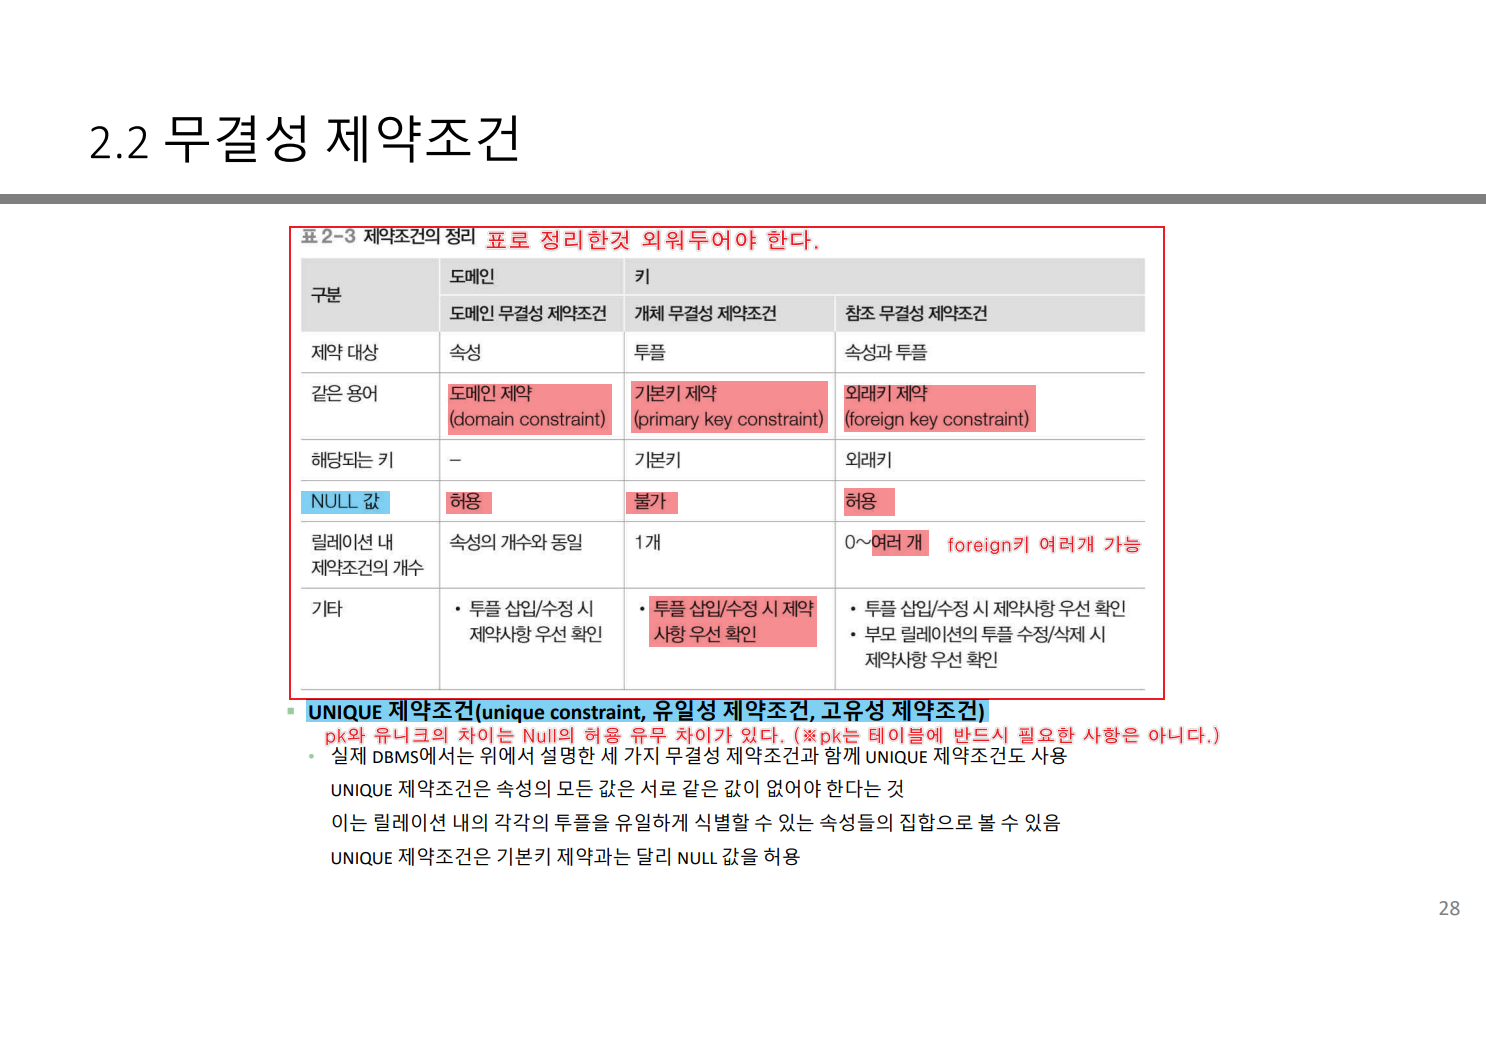 2.2 무결성 제약조건
표 2-3 제약조건의 정리 표로 정리한것 외워두어야 한다.
구분 도메인 키
도메인 무결성 제약조건 개체 무결성 제약조건 참조 무결성 제약조건
제약 대상 속성 투플 속성과 투플
같은 용어 도메인 제약 기본키 제약 외래키 제약
(domain constraint) (primary key constraint) (foreign key constraint)
해당되는 키 – 기본키 외래키
NULL 값 허용 불가 허용
릴레이션 내 속성의 개수와 동일 1개 0~여러 개 foreign키 여러개 가능
제약조건의 개수
기타 • 투플 삽입/수정 시 • 투플 삽입/수정 시 제약 • 투플 삽입/수정 시 제약사항 우선 확인
제약사항 우선 확인 사항 우선 확인 • 부모 릴레이션의 투플 수정/삭제 시
제약사항 우선 확인
▪ UNIQUE 제약조건(unique constraint, 유일성 제약조건, 고유성 제약조건)
pk와 유니크의 차이는 Null의 허용 유무 차이가 있다. (※pk는 테이블에 반드시 필요한 사항은 아니다.)
• 실제 DBMS에서는 위에서 설명한 세 가지 무결성 제약조건과 함께 UNIQUE 제약조건도 사용
UNIQUE 제약조건은 속성의 모든 값은 서로 같은 값이 없어야 한다는 것
이는 릴레이션 내의 각각의 투플을 유일하게 식별할 수 있는 속성들의 집합으로 볼 수 있음
UNIQUE 제약조건은 기본키 제약과는 달리 NULL 값을 허용
28